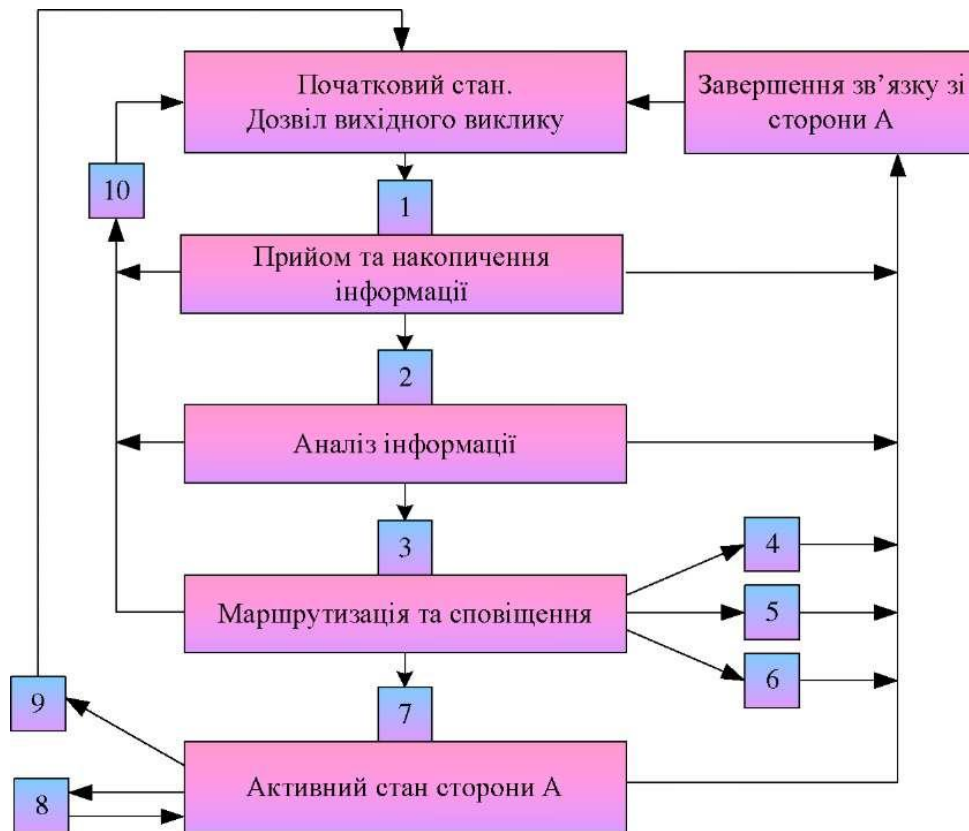 Початковий стан.
Дозвіл вихідного виклику
Завершення зв’язку зі
сторони А
10
1
Прийом та накопичення
інформації
2
Аналіз інформації
3
4
Маршрутизація та сповіщення
5
6
9
7
Активний стан сторони А
8